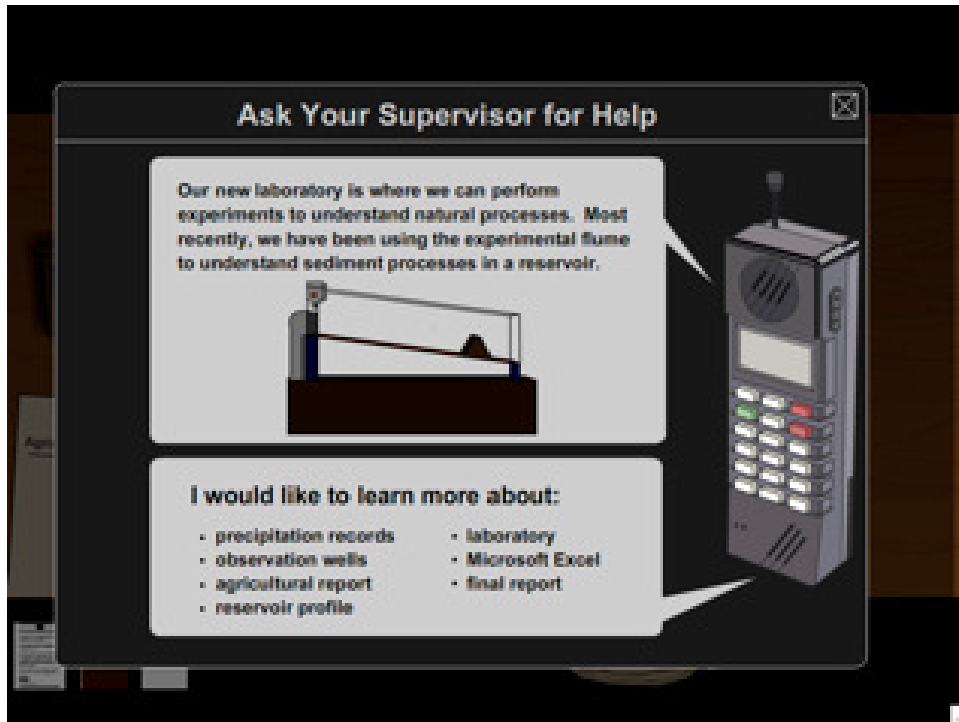 Ask Your Supervisor for Help
Our new laboratory is where we can perform
experiments to understand natural processes.  Most
recently, we have been using the experimental flume
to understand sediment processes in a reservoir.
I would like to learn more about:
• precipitation records
• observation wells
• agricultural report
• reservoir profile
• laboratory
• Microsoft Excel
• final report